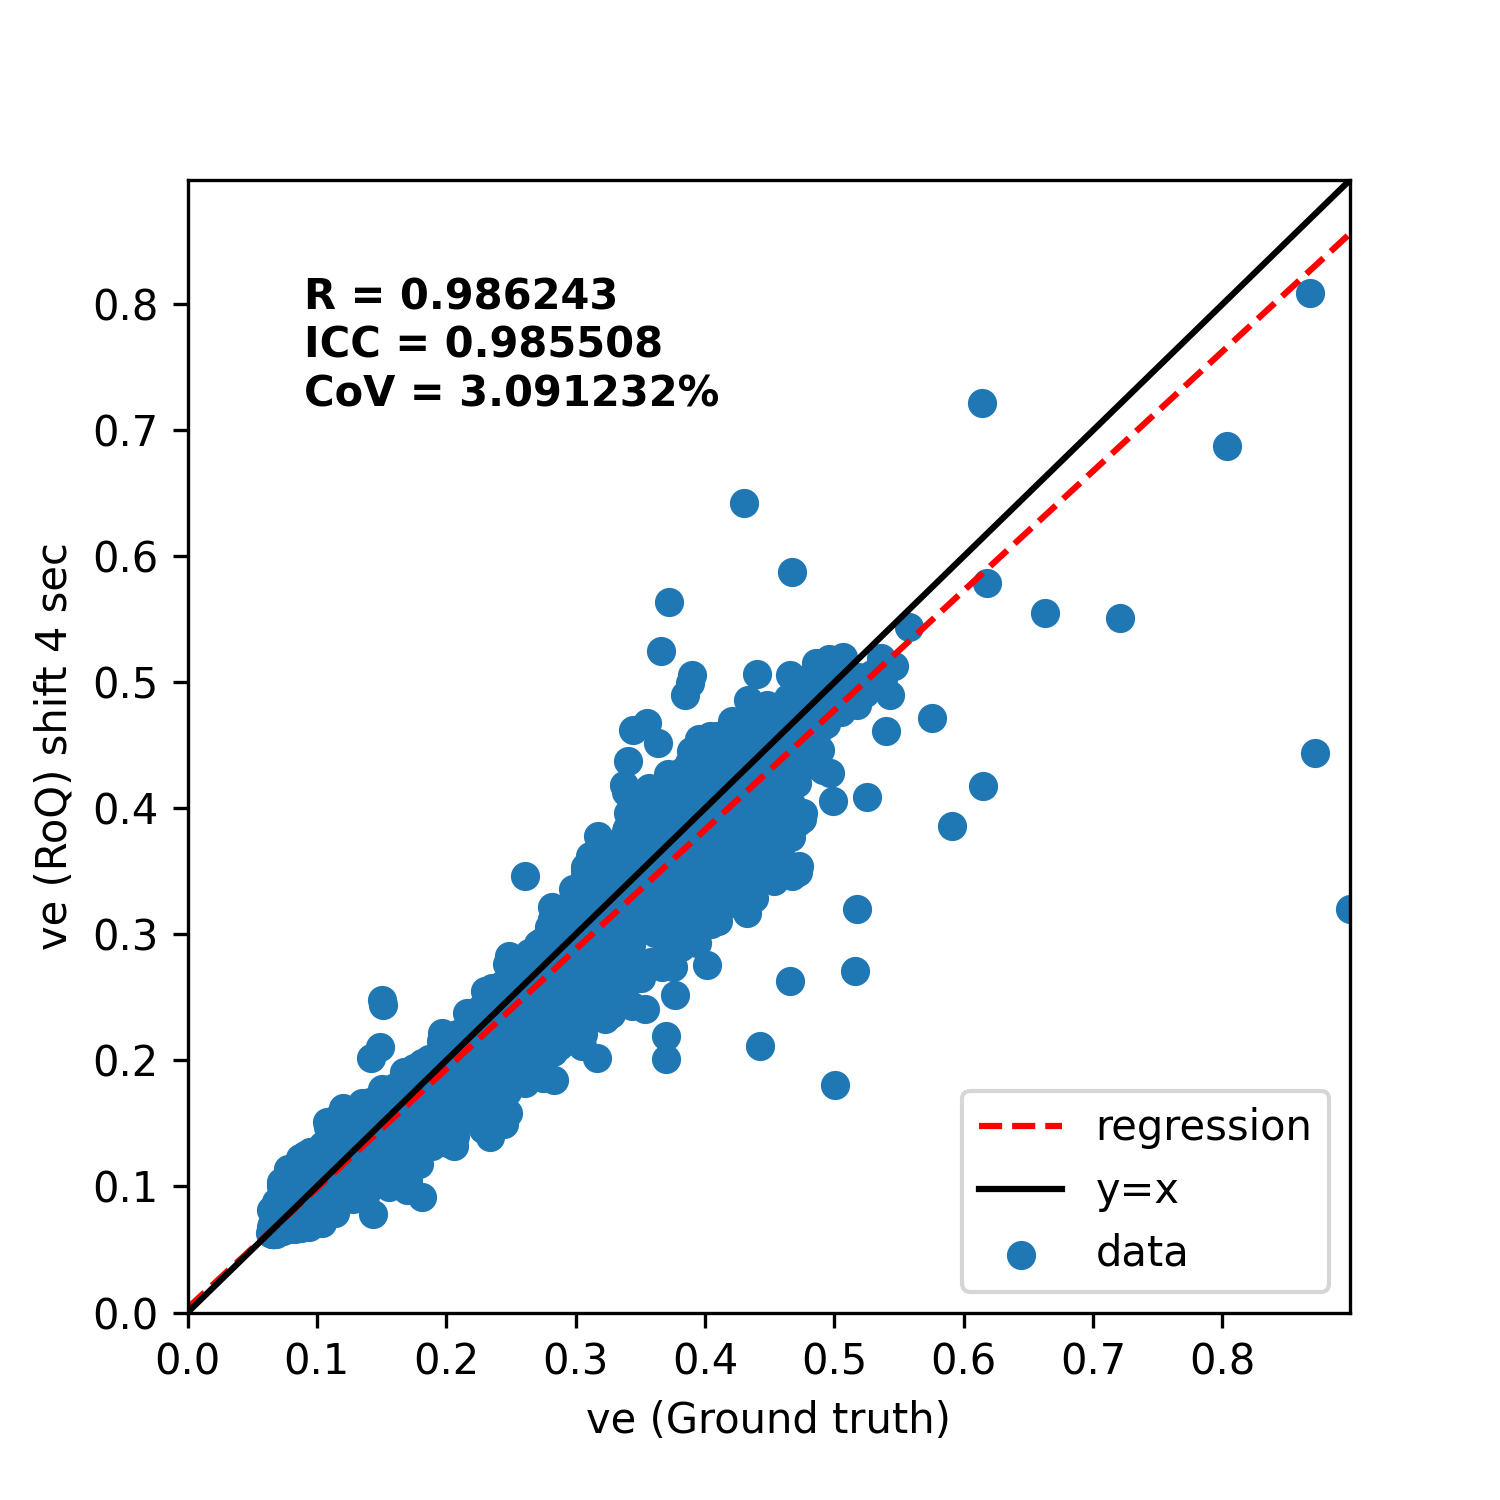 R = 0.986243
ICC = 0.985508
CoV = 3.091232%
ve (RoQ) shift 4 sec
0.8
0.7
0.6
0.5
0.4
0.3
0.2
0.1
0.0
regression
y=x
data
0.0 0.1 0.2 0.3 0.4 0.5 0.6 0.7 0.8
ve (Ground truth)